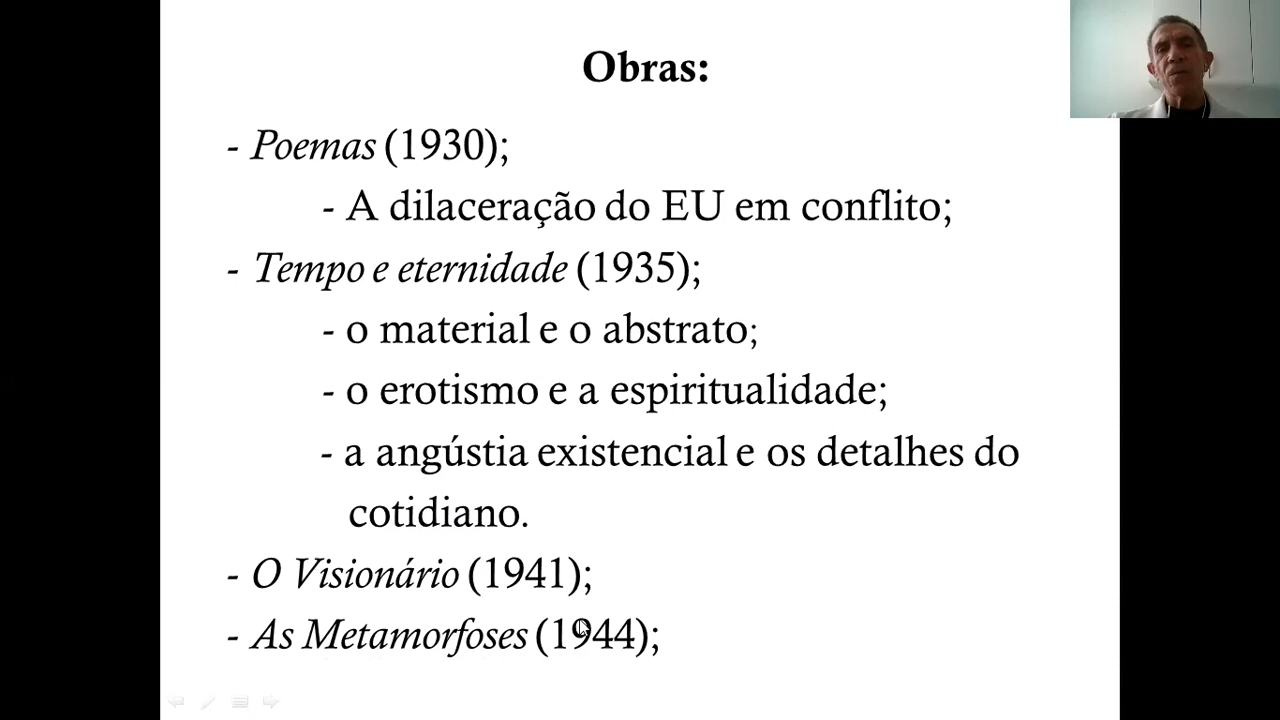 Obras:
- Poemas (1930);
- A dilaceração do EU em conflito;
- Tempo e eternidade (1935);
- o material e o abstrato;
- o erotismo e a espiritualidade;
- a angústia existencial e os detalhes do
cotidiano.
- O Visionário (1941);
- As Metamorfoses (1944);